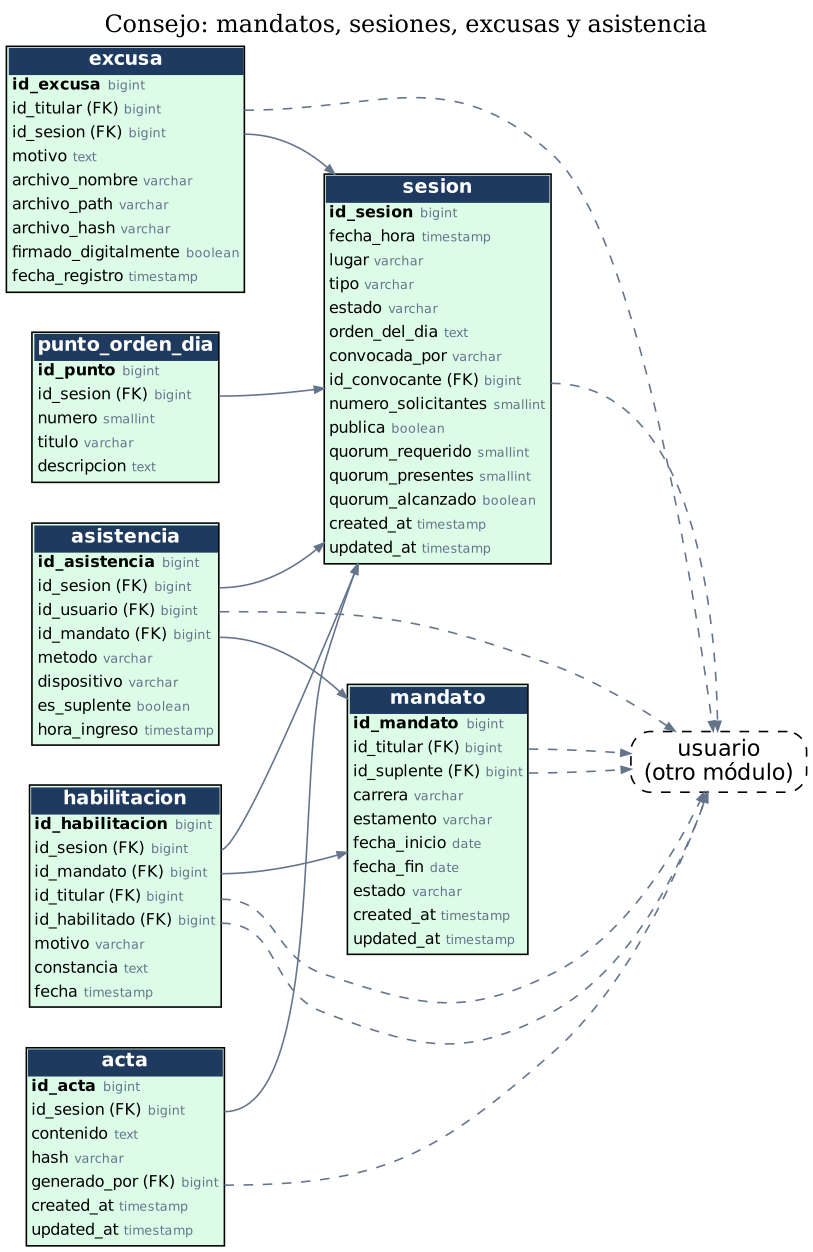 Consejo: mandatos, sesiones, excusas y asistencia
excusa
id_excusa bigint
id_titular (FK) bigint
id_sesion (FK) bigint
motivo text
archivo_nombre varchar
archivo_path varchar
archivo_hash varchar
firmado_digitalmente boolean
fecha_registro timestamp
sesion
id_sesion bigint
fecha_hora timestamp
lugar varchar
tipo varchar
estado varchar
orden_del_dia text
convocada_por varchar
id_convocante (FK) bigint
numero_solicitantes smallint
publica boolean
quorum_requerido smallint
quorum_presentes smallint
quorum_alcanzado boolean
created_at timestamp
updated_at timestamp
punto_orden_dia
id_punto bigint
id_sesion (FK) bigint
numero smallint
titulo varchar
descripcion text
asistencia
id_asistencia bigint
id_sesion (FK) bigint
id_usuario (FK) bigint
id_mandato (FK) bigint
metodo varchar
dispositivo varchar
es_suplente boolean
hora_ingreso timestamp
mandato
id_mandato bigint
id_titular (FK) bigint
id_suplente (FK) bigint
carrera varchar
estamento varchar
fecha_inicio date
fecha_fin date
estado varchar
created_at timestamp
updated_at timestamp
usuario
(otro módulo)
habilitacion
id_habilitacion bigint
id_sesion (FK) bigint
id_mandato (FK) bigint
id_titular (FK) bigint
id_habilitado (FK) bigint
motivo varchar
constancia text
fecha timestamp
acta
id_acta bigint
id_sesion (FK) bigint
contenido text
hash varchar
generado_por (FK) bigint
created_at timestamp
updated_at timestamp